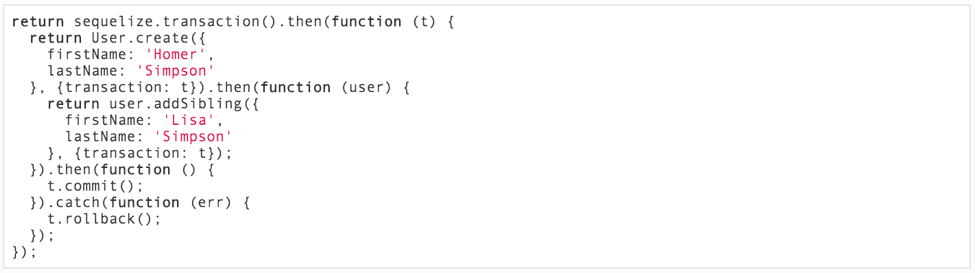 return sequelize.transaction().then(function (t) {
  return User.create({
    firstName: 'Homer',
    lastName: 'Simpson'
  }, {transaction: t}).then(function (user) {
    return user.addSibling({
      firstName: 'Lisa',
      lastName: 'Simpson'
    }, {transaction: t});
  }).then(function () {
    t.commit();
  }).catch(function (err) {
    t.rollback();
  });
});